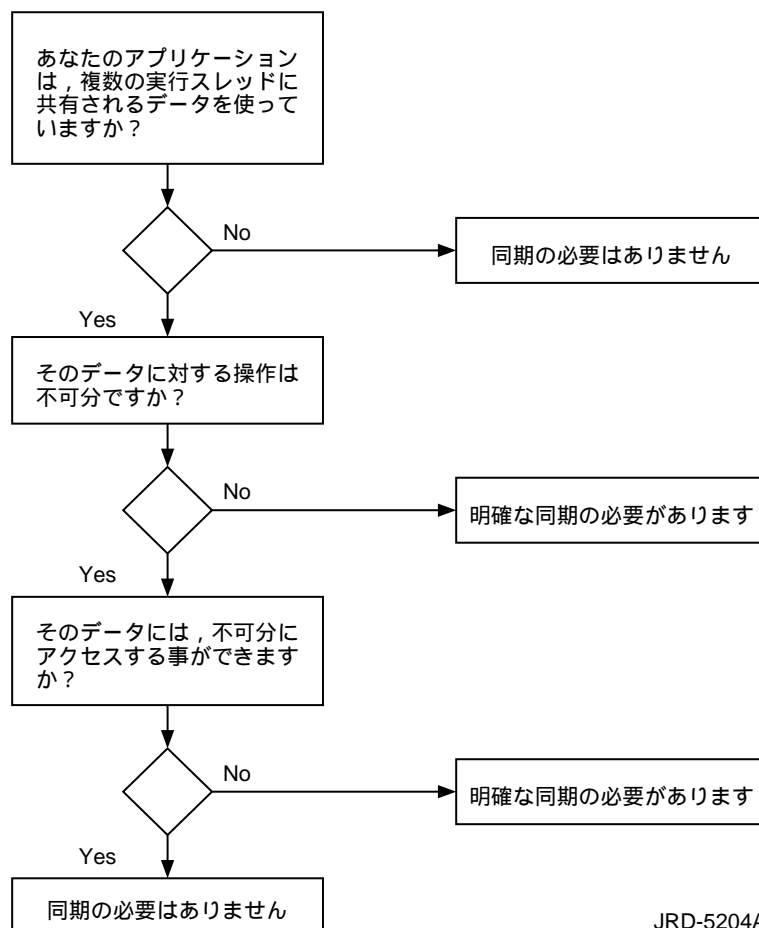 あなたのアプリケーション
は，複数の実行スレッドに
共有されるデータを使って
いますか？
No
同期の必要はありません
Yes
そのデータに対する操作は
不可分ですか？
No
明確な同期の必要があります
Yes
そのデータには，不可分に
アクセスする事ができます
か？
No
明確な同期の必要があります
Yes
同期の必要はありません
JRD-5204A